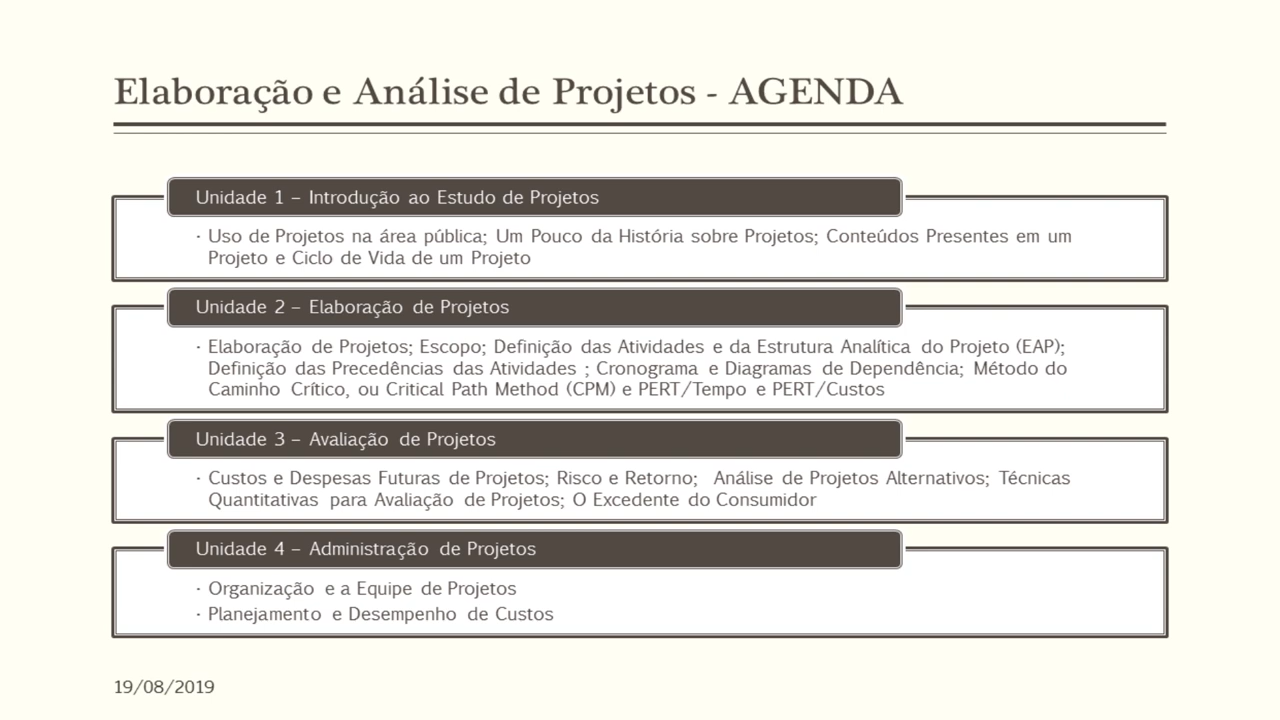 Elaboração e Análise de Projetos - AGENDA
Unidade 1 – Introdução ao Estudo de Projetos
· Uso de Projetos na área pública; Um Pouco da História sobre Projetos; Conteúdos Presentes em um
Projeto e Ciclo de Vida de um Projeto
Unidade 2 – Elaboração de Projetos
· Elaboração de Projetos; Escopo; Definição das Atividades e da Estrutura Analítica do Projeto (EAP);
Definição das Precedências das Atividades ; Cronograma e Diagramas de Dependência; Método do
Caminho Crítico, ou Critical Path Method (CPM) e PERT/Tempo e PERT/Custos
Unidade 3 – Avaliação de Projetos
· Custos e Despesas Futuras de Projetos; Risco e Retorno; Análise de Projetos Alternativos; Técnicas
Quantitativas para Avaliação de Projetos; O Excedente do Consumidor
Unidade 4 – Administração de Projetos
· Organização e a Equipe de Projetos
· Planejamento e Desempenho de Custos
19/08/2019